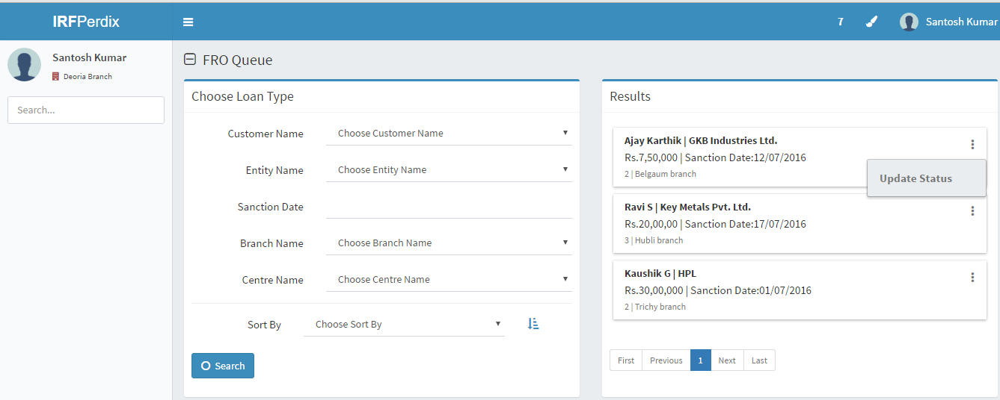 IRFPerdix
7
Santosh Kumar
Santosh Kumar
Deoria Branch
Search...
FRO Queue
Choose Loan Type
Customer Name
Choose Customer Name
Entity Name
Choose Entity Name
Sanction Date
Branch Name
Choose Branch Name
Centre Name
Choose Centre Name
Sort By
Choose Sort By
Search
Results
Ajay Karthik | GKB Industries Ltd.
Rs.7,50,000 | Sanction Date:12/07/2016
2 | Belgaum branch
Update Status
Ravi S | Key Metals Pvt. Ltd.
Rs.20,00,00 | Sanction Date:17/07/2016
3 | Hubli branch
Kaushik G | HPL
Rs.30,00,000 | Sanction Date:01/07/2016
2 | Trichy branch
First Previous 1 Next Last